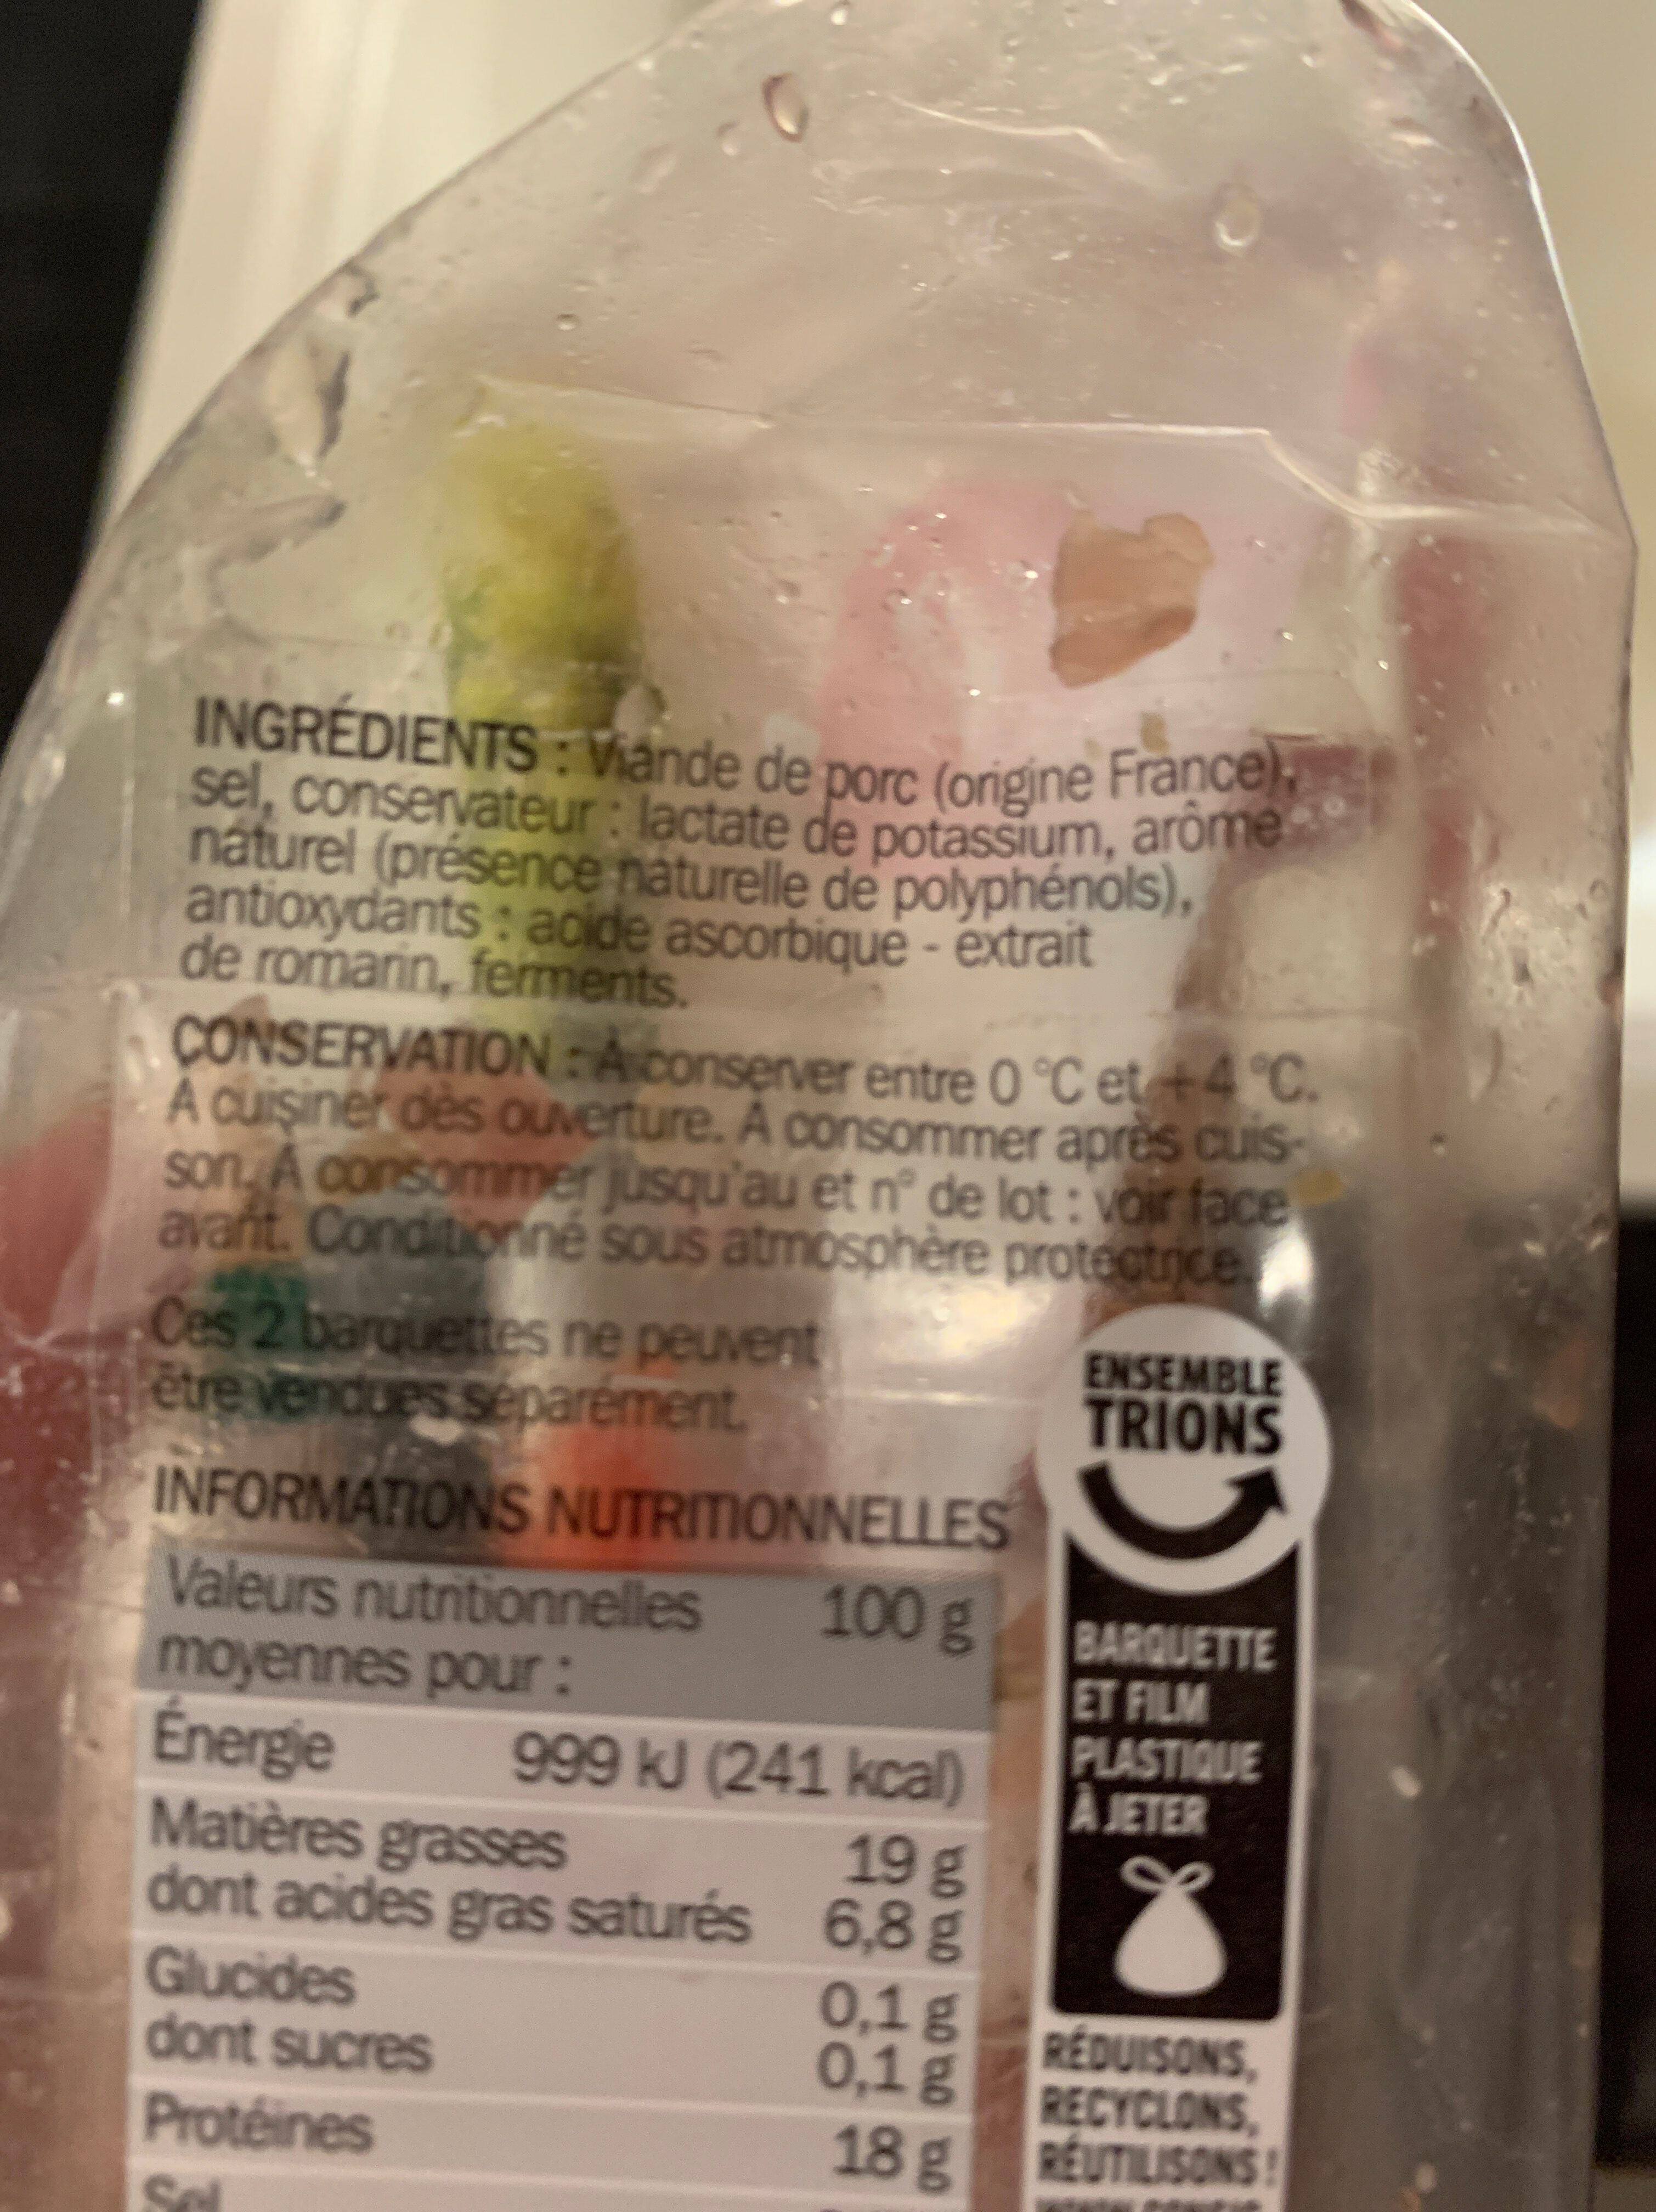 INGRÉDIENTS : Viande de porc (origine France),
sel, conservateur : lactate de potassium, arôme
naturel (présence naturelle de polyphénols),
antioxydants : acide ascorbique - extrait
de romarin, ferments.
CONSERVATION : À conserver entre 0 °C et +4 °C.
À cuisiner dès ouverture. À consommer après cuis-
son. À consommer jusqu'au et n° de lot : voir face
avant. Conditionné sous atmosphère protectrice.
Ces 2 barquettes ne peuvent
être vendues séparément.
INFORMATIONS NUTRITIONNELLES
Valeurs nutritionnelles 100 g
moyennes pour :
Énergie 999 kJ (241 kcal)
Matières grasses 19 g
dont acides gras saturés 6,8 g
Glucides 0,1 g
dont sucres 0,1 g
Protéines 18 g
Sel
ENSEMBLE
TRIONS
BARQUETTE
ET FILM
PLASTIQUE
À JETER
RÉDUISONS,
RECYCLONS,
RÉUTILISONS !